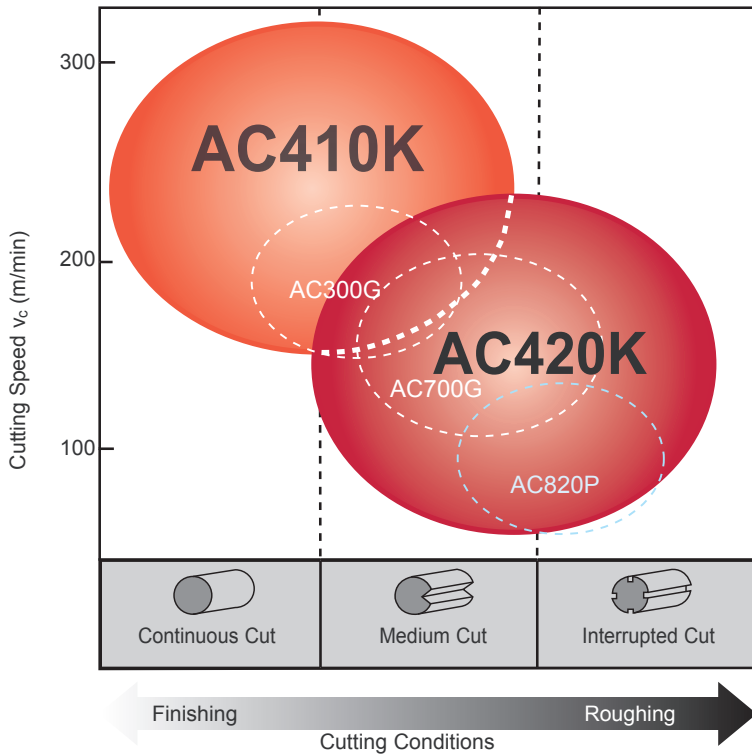 300
AC410K
200
AC300G
AC420K
AC700G
100
AC820P
Cutting Speed vc (m/min)
Continuous Cut
Medium Cut
Interrupted Cut
Finishing
Roughing
Cutting Conditions